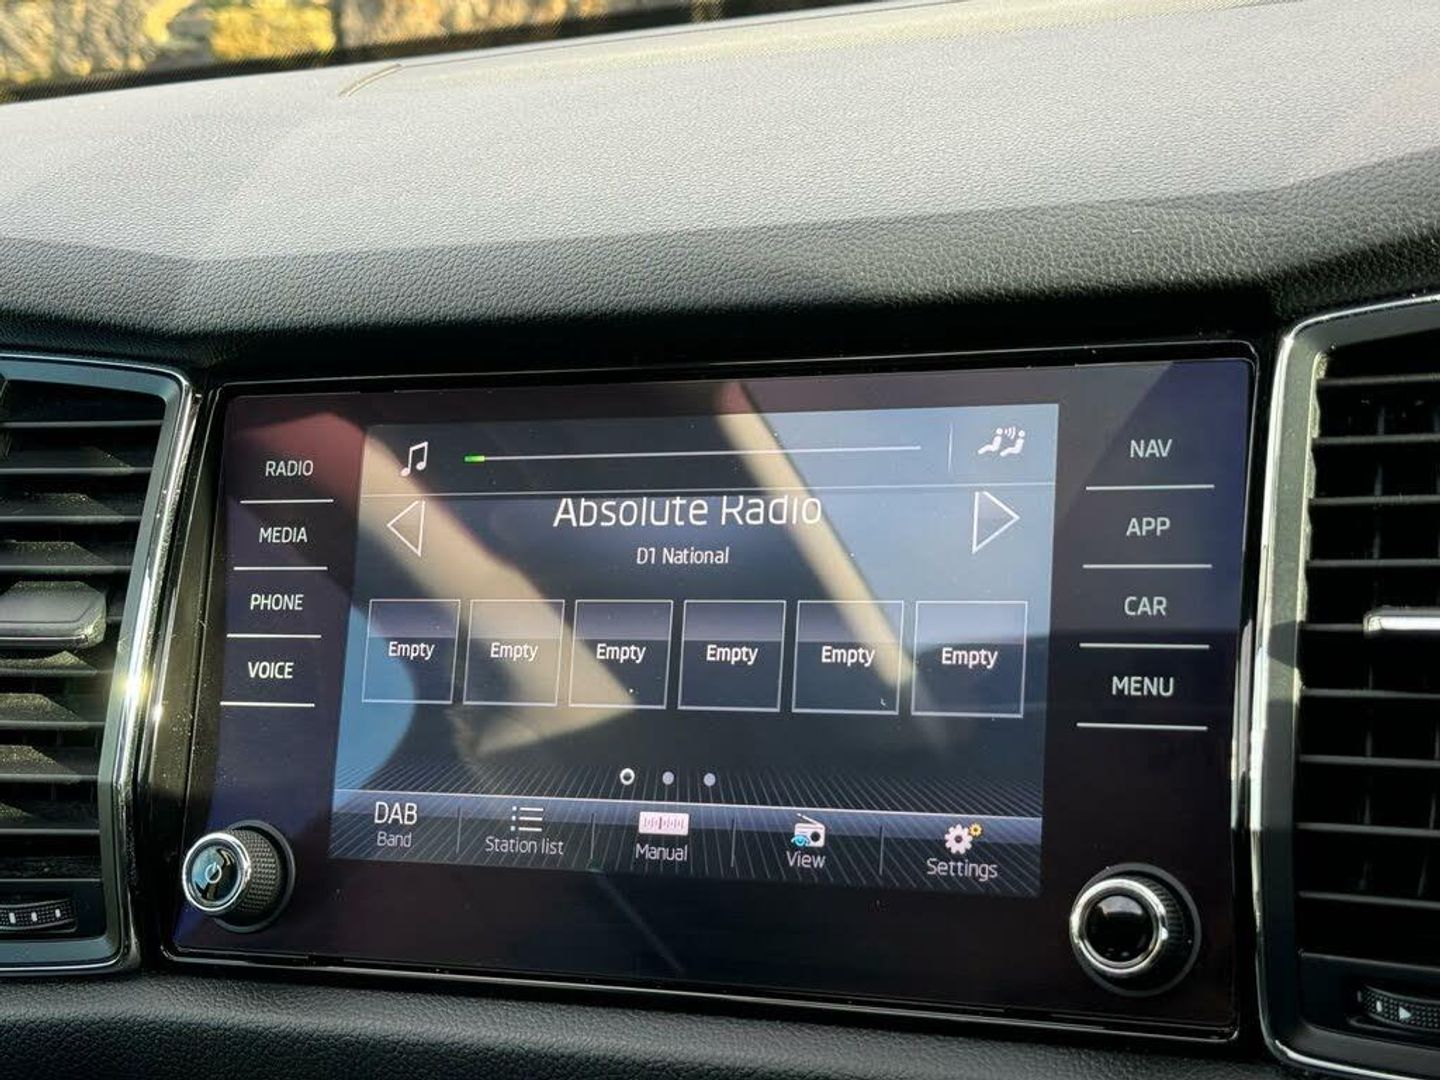 RADIO
MEDIA
PHONE
VOICE
Absolute Radio
D1 National
Empty Empty Empty Empty Empty Empty
DAB
Band
Station list
Manual
View
Settings
NAV
APP
CAR
MENU